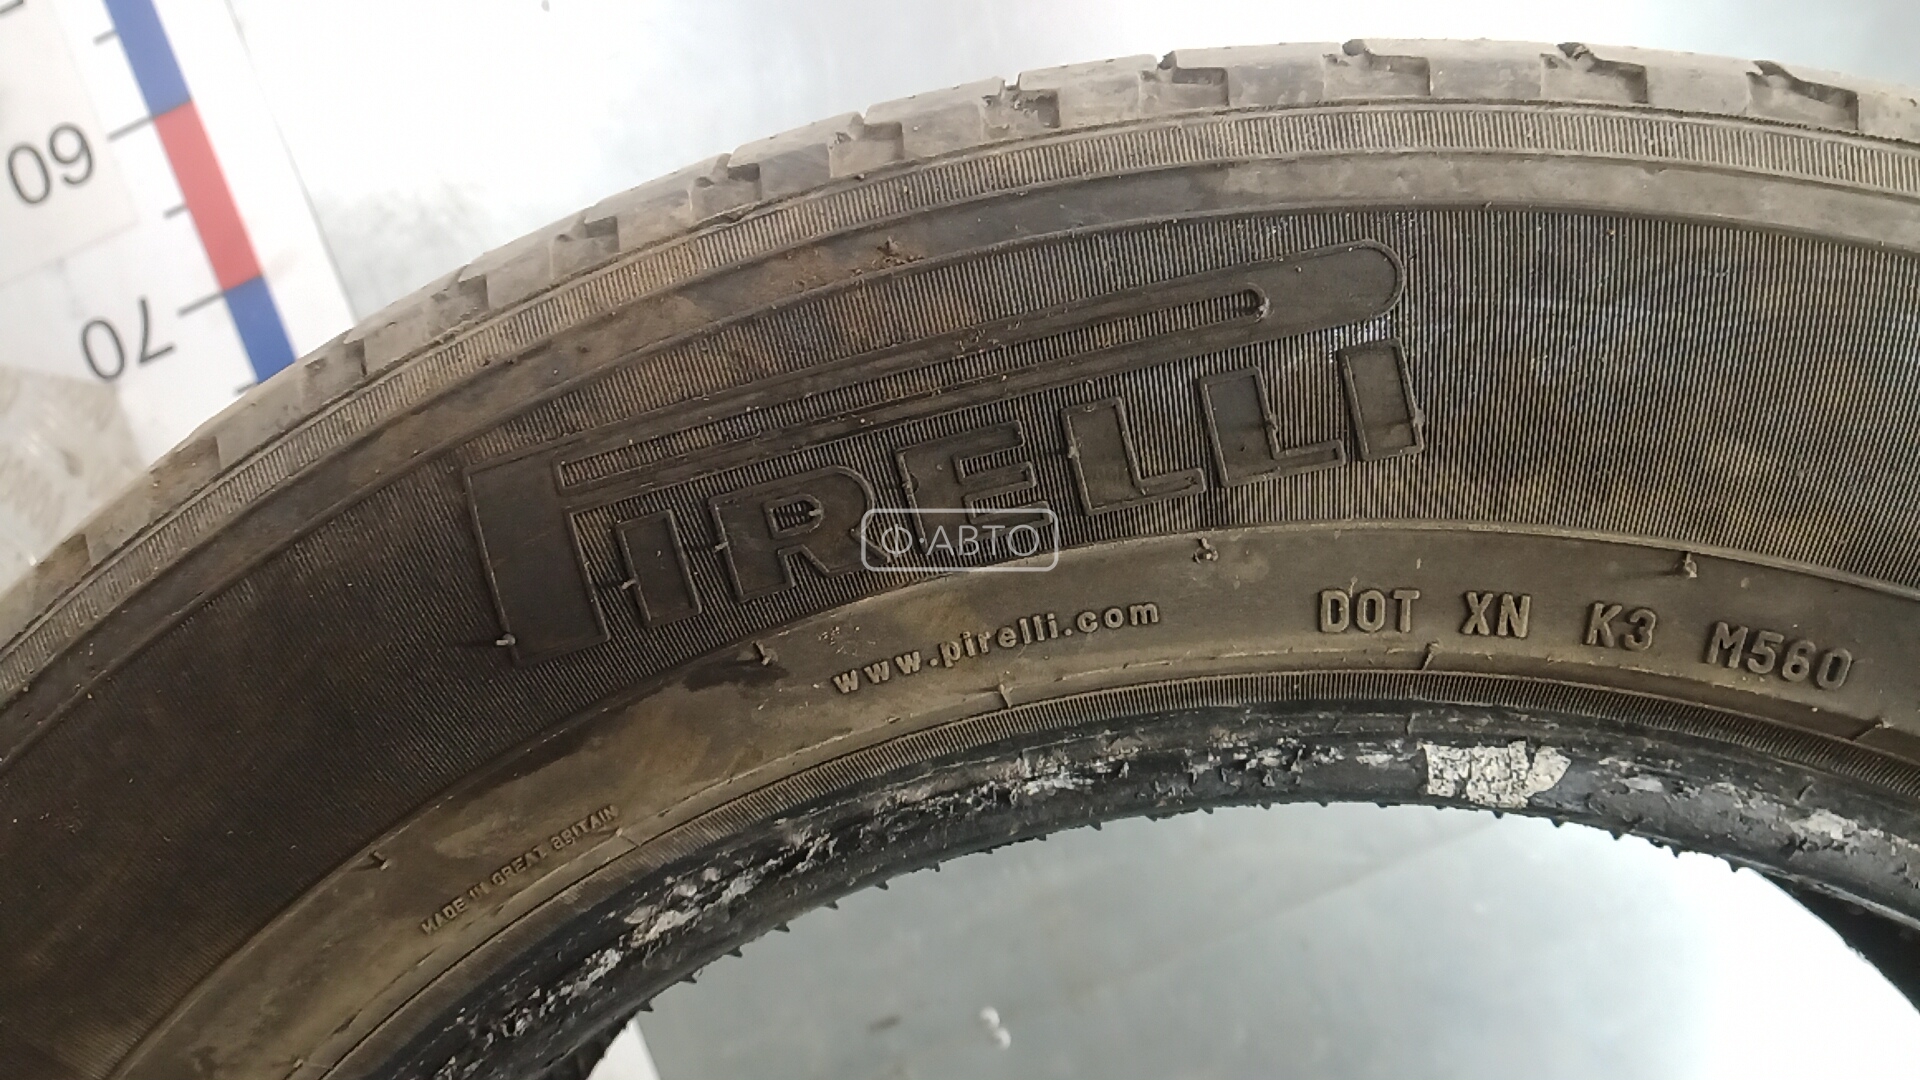 60
70
PIRELLI
Ф·АВТО
www.pirelli.com
DOT XN K3 M560
MADE IN GREAT BRITAIN